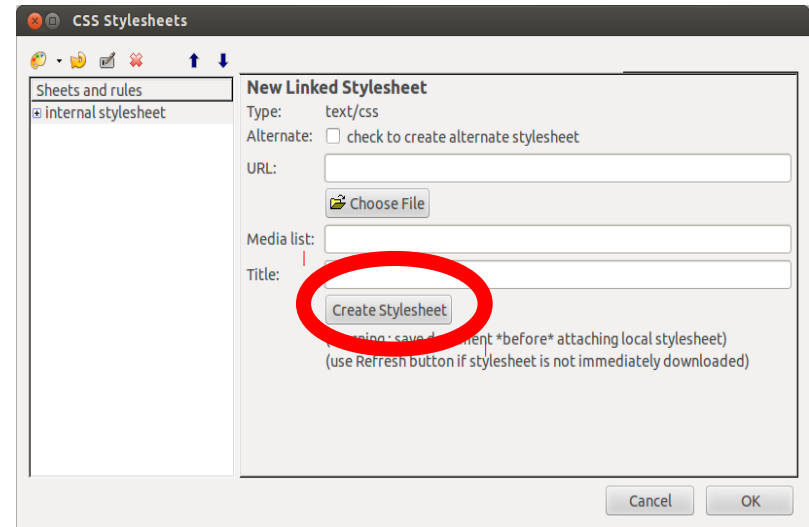 CSS Stylesheets
Sheets and rules
internal stylesheet
New Linked Stylesheet
Type: text/css
Alternate: check to create alternate stylesheet
URL:
Choose File
Media list:
Title:
Create Stylesheet
: save document *before* attaching local stylesheet)
(use Refresh button if stylesheet is not immediately downloaded)
Cancel OK